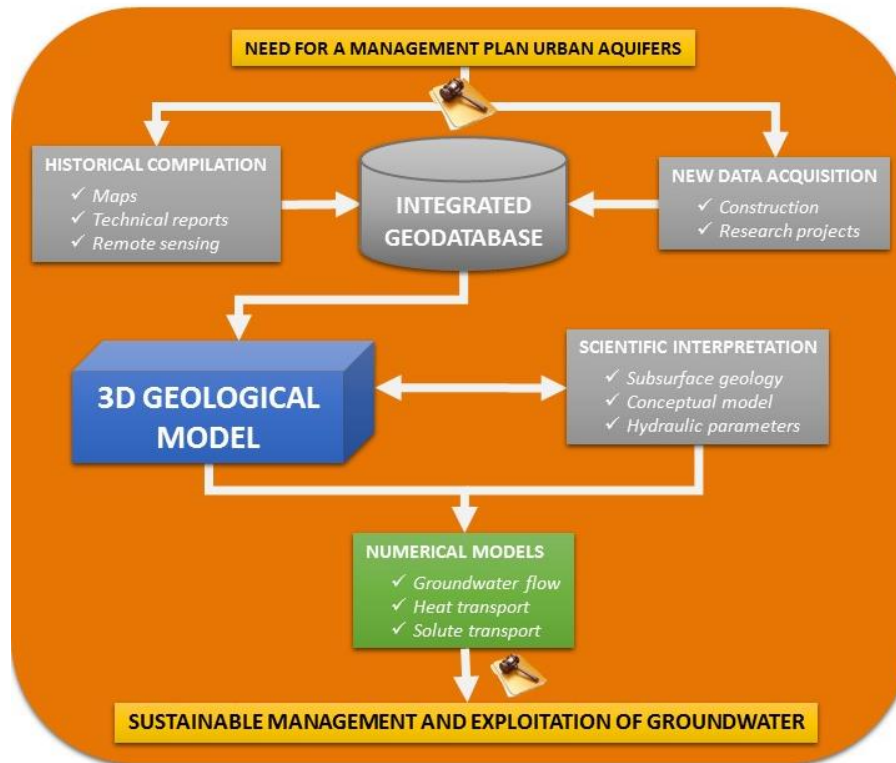 NEED FOR A MANAGEMENT PLAN URBAN AQUIFERS
HISTORICAL COMPILATION
✓ Maps
✓ Technical reports
✓ Remote sensing
INTEGRATED
GEODATABASE
NEW DATA ACQUISITION
✓ Construction
✓ Research projects
3D GEOLOGICAL
MODEL
SCIENTIFIC INTERPRETATION
✓ Subsurface geology
✓ Conceptual model
✓ Hydraulic parameters
NUMERICAL MODELS
✓ Groundwater flow
✓ Heat transport
✓ Solute transport
SUSTAINABLE MANAGEMENT AND EXPLOITATION OF GROUNDWATER